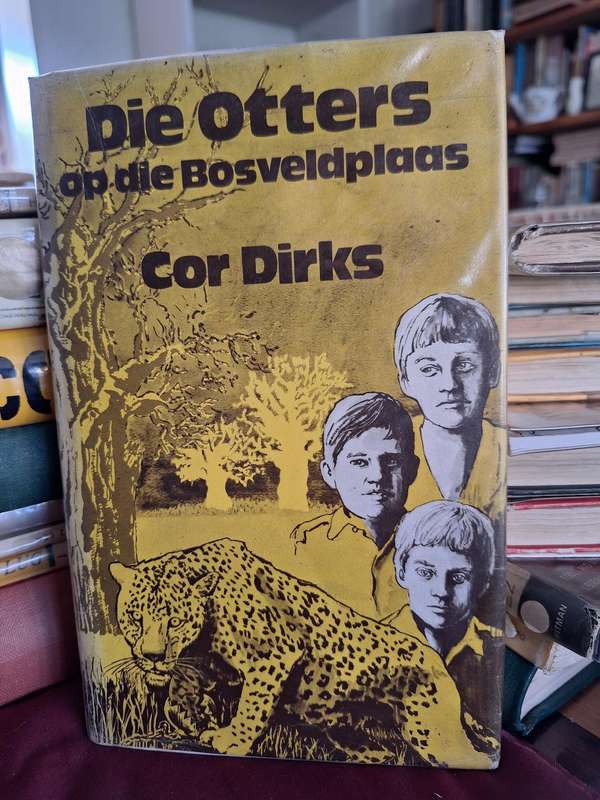 Die Otters
op die Bosveldplaas
Cor Dirks